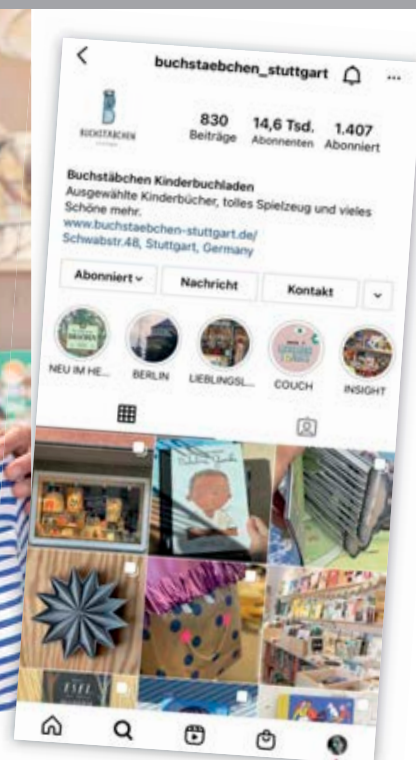 buchstaebchen_stuttgart
BUCHSTÄBCHEN
830 14,6 Tsd. 1.407
Beiträge Abonnenten Abonniert
Buchstäbchen Kinderbuchladen
Ausgewählte Kinderbücher, tolles Spielzeug und vieles
Schöne mehr.
www.buchstaebchen-stuttgart.de/
Schwabstr.48, Stuttgart, Germany
Abonniert Nachricht Kontakt
NEU IM HE... BERLIN LIEBLINGSL... COUCH INSIGHT
ESEL